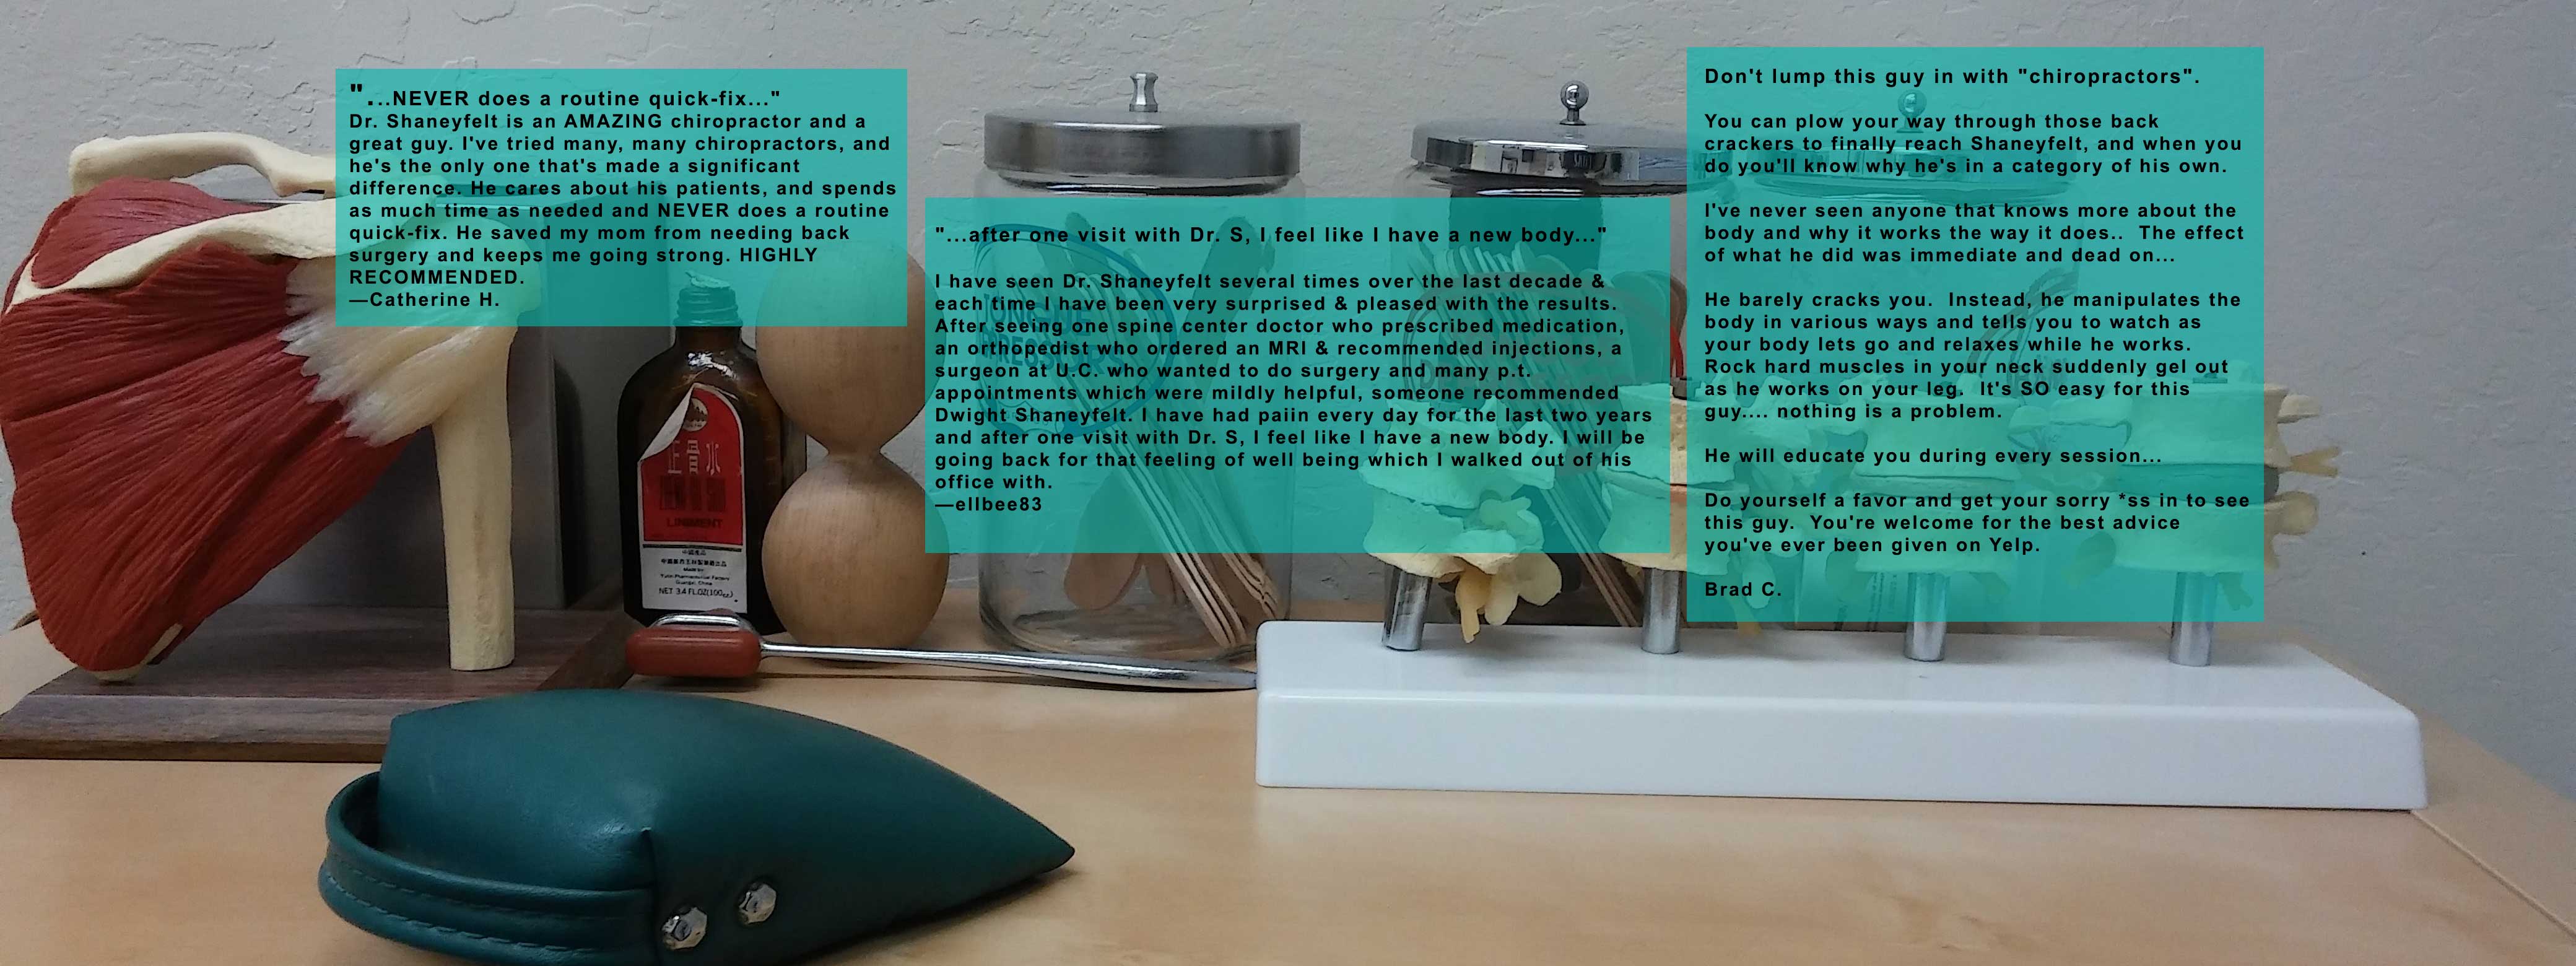 "...NEVER does a routine quick-fix..."
Dr. Shaneyfelt is an AMAZING chiropractor and a
great guy. I've tried many, many chiropractors, and
he's the only one that's made a significant
difference. He cares about his patients, and spends
as much time as needed and NEVER does a routine
quick-fix. He saved my mom from needing back
surgery and keeps me going strong. HIGHLY
RECOMMENDED.
—Catherine H.
"...after one visit with Dr. S, I feel like I have a new body..."
I have seen Dr. Shaneyfelt several times over the last decade &
each time I have been very surprised & pleased with the results.
After seeing one spine center doctor who prescribed medication,
an orthopedist who ordered an MRI & recommended injections, a
surgeon at U.C. who wanted to do surgery and many p.t.
appointments which were mildly helpful, someone recommended
Dwight Shaneyfelt. I have had paiin every day for the last two years
and after one visit with Dr. S, I feel like I have a new body. I will be
going back for that feeling of well being which I walked out of his
office with.
—ellbee83
Don't lump this guy in with "chiropractors".
You can plow your way through those back
crackers to finally reach Shaneyfelt, and when you
do you'll know why he's in a category of his own.
I've never seen anyone that knows more about the
body and why it works the way it does..  The effect
of what he did was immediate and dead on...
He barely cracks you.  Instead, he manipulates the
body in various ways and tells you to watch as
your body lets go and relaxes while he works.
Rock hard muscles in your neck suddenly gel out
as he works on your leg.  It's SO easy for this
guy.... nothing is a problem.
He will educate you during every session...
Do yourself a favor and get your sorry *ss in to see
this guy.  You're welcome for the best advice
you've ever been given on Yelp.
Brad C.
LINIMENT
NET 3.4 FL.OZ(100